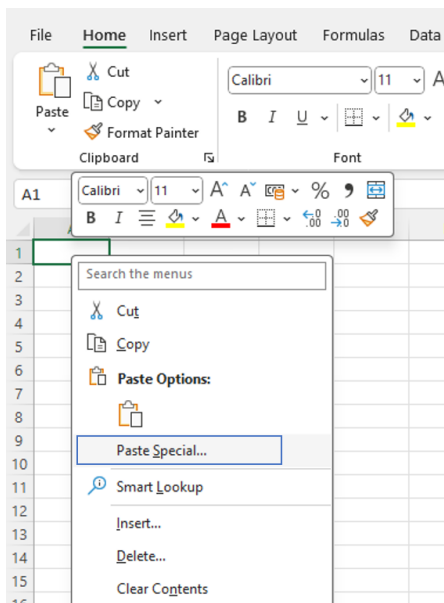 File Home Insert Page Layout Formulas Data
Cut
Calibri 11 A
Copy
Paste
B I U
Format Painter
Clipboard Font
A1
Calibri 11 A A % ,
B I A .00 .00
1
Search the menus
2
3 Cut
4
5 Copy
6
Paste Options:
7
8
9
Paste Special...
10
11 Smart Lookup
12
Insert...
13
14 Delete...
15 Clear Contents